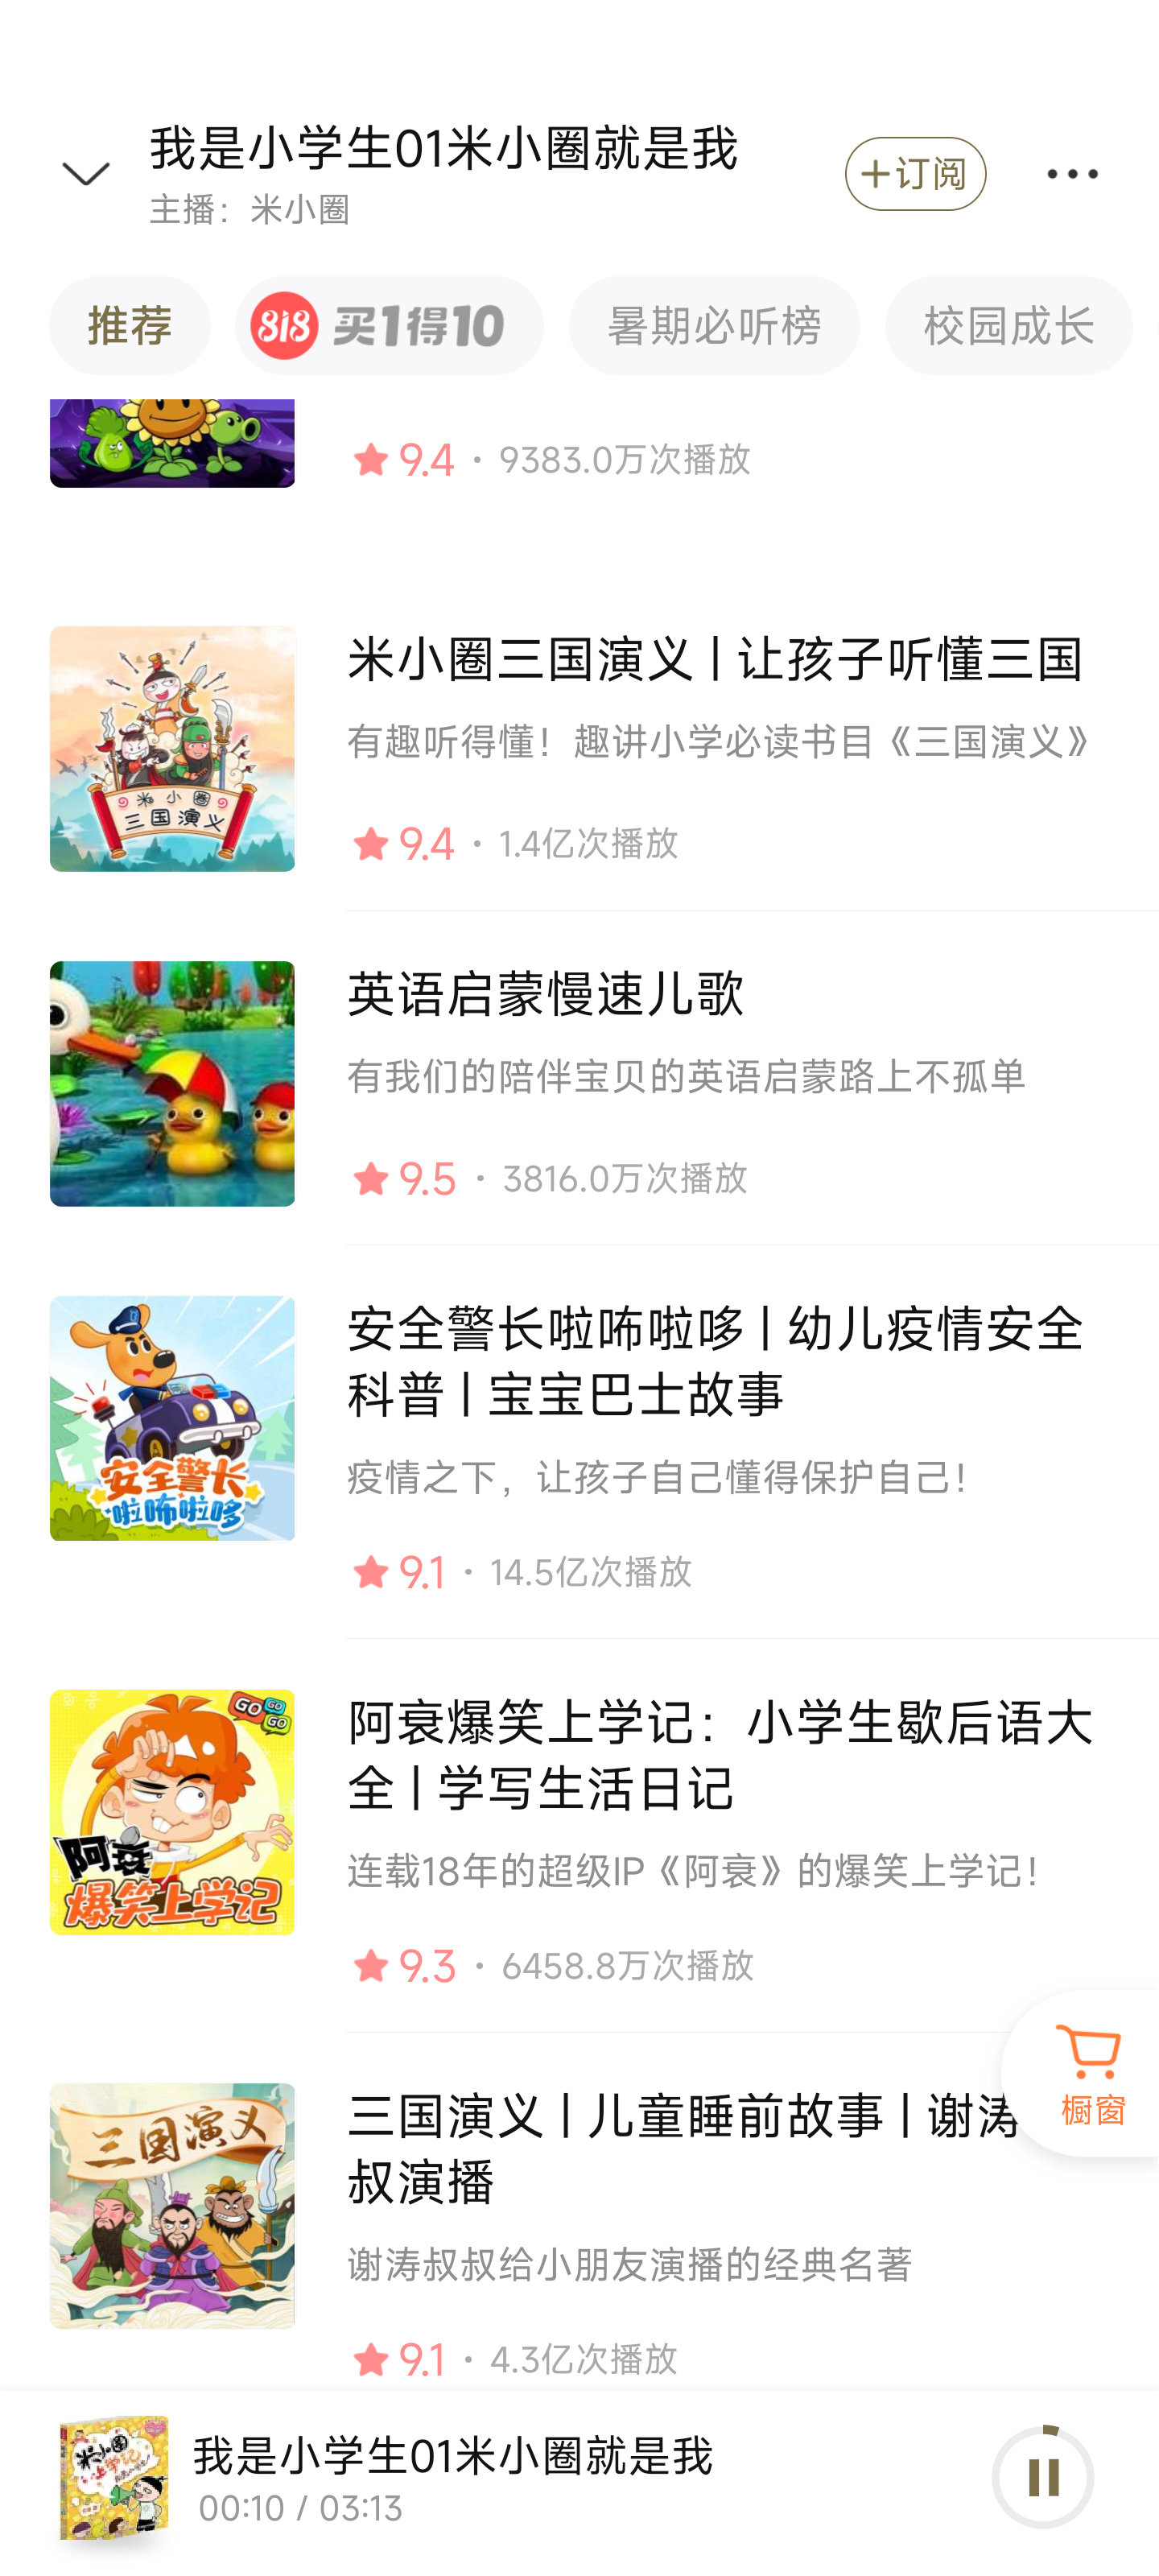 我是小学生01米小圈就是我
主播：米小圈
+订阅
推荐
818 买1得10
暑期必听榜
校园成长
9.4 · 9383.0万次播放
米小圈
三国演义
米小圈三国演义 | 让孩子听懂三国
有趣听得懂！趣讲小学必读书目《三国演义》
9.4 · 1.4亿次播放
英语启蒙慢速儿歌
有我们的陪伴宝贝的英语启蒙路上不孤单
9.5 · 3816.0万次播放
安全警长
啦咘啦哆
安全警长啦咘啦哆 | 幼儿疫情安全
科普 | 宝宝巴士故事
疫情之下，让孩子自己懂得保护自己！
9.1 · 14.5亿次播放
GO GO GO
阿衰
爆笑上学记
阿衰爆笑上学记：小学生歇后语大
全 | 学写生活日记
连载18年的超级IP《阿衰》的爆笑上学记！
9.3 · 6458.8万次播放
橱窗
三国演义
三国演义 | 儿童睡前故事 | 谢涛
叔演播
谢涛叔叔给小朋友演播的经典名著
9.1 · 4.3亿次播放
米小圈
上学记
我是小学生01米小圈就是我
00:10 / 03:13